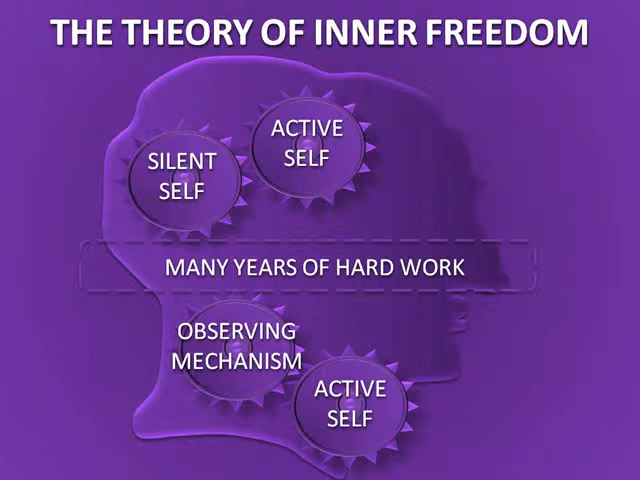 THE THEORY OF INNER FREEDOM
ACTIVE
SELF
SILENT
SELF
MANY YEARS OF HARD WORK
OBSERVING
MECHANISM
ACTIVE
SELF